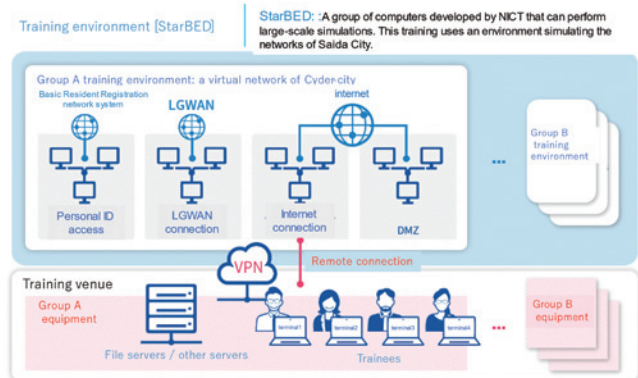 Training environment [StarBED]
StarBED: :A group of computers developed by NICT that can perform
large-scale simulations. This training uses an environment simulating the
networks of Saida City.
Group A training environment: a virtual network of Cyder-city
Basic Resident Registration
network system
LGWAN
internet
Personal ID
access
LGWAN
connection
Internet
connection
DMZ
...
Group B
training
environment
VPN
Remote connection
Training venue
Group A
equipment
File servers / other servers
terminal1
terminal2
terminal3
terminal4
Trainees
...
Group B
equipment